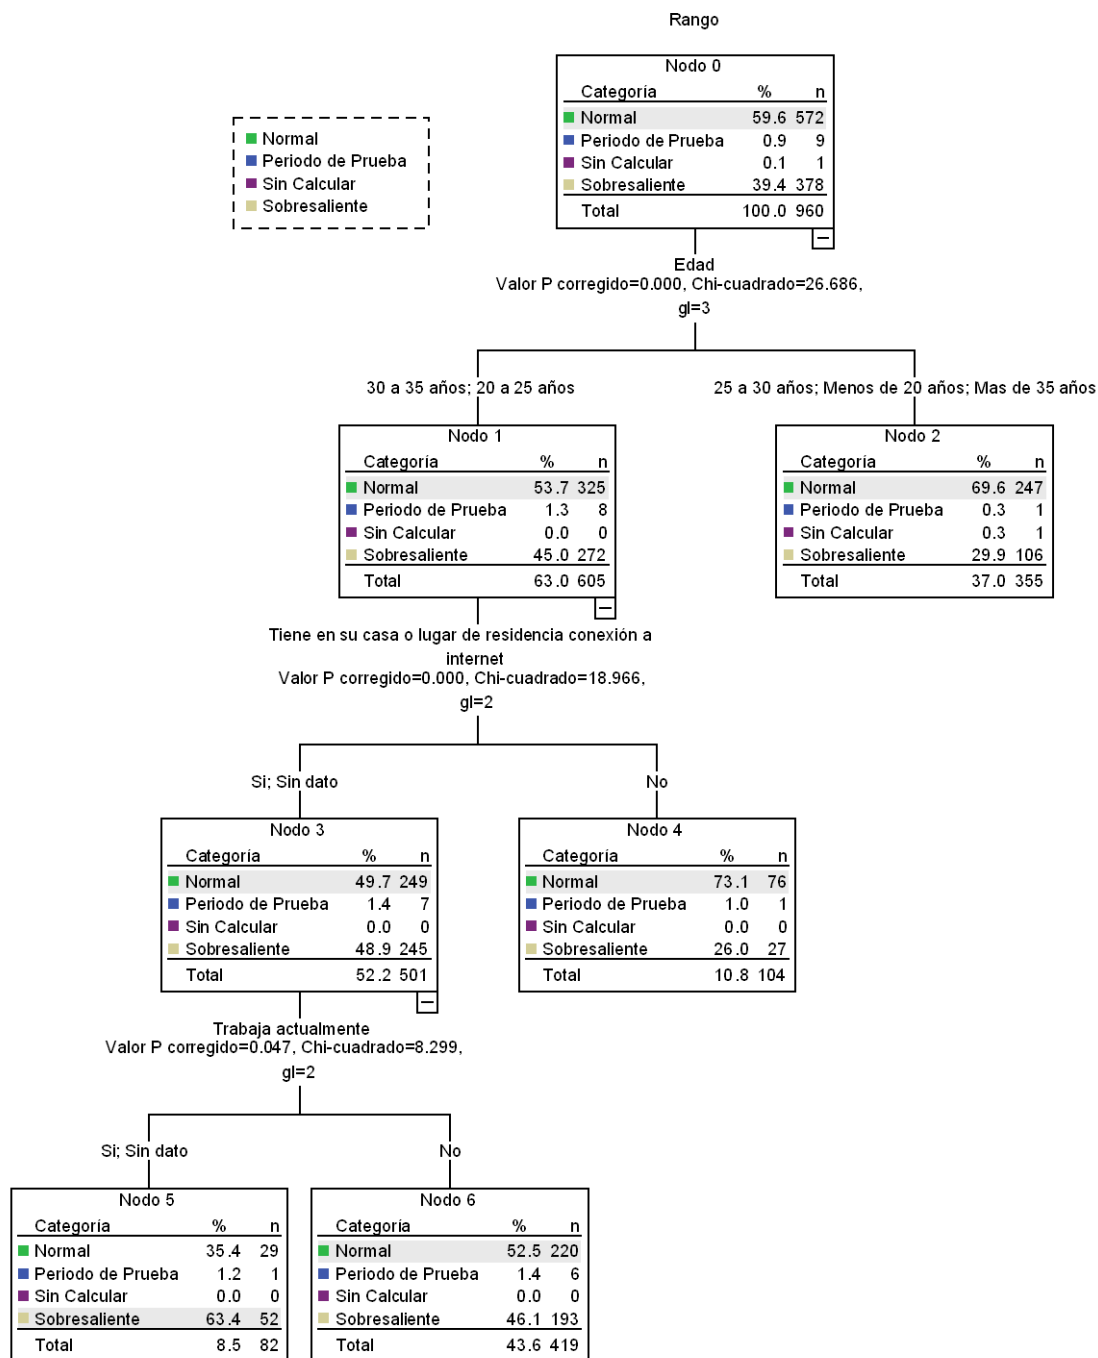 Rango
Nodo 0
Categoría % n
Normal 59.6 572
Periodo de Prueba 0.9 9
Sin Calcular 0.1 1
Sobresaliente 39.4 378
Total 100.0 960
Normal
Periodo de Prueba
Sin Calcular
Sobresaliente
Edad
Valor P corregido=0.000, Chi-cuadrado=26.686,
gl=3
30 a 35 años; 20 a 25 años
25 a 30 años; Menos de 20 años; Mas de 35 años
Nodo 1
Categoría % n
Normal 53.7 325
Periodo de Prueba 1.3 8
Sin Calcular 0.0 0
Sobresaliente 45.0 272
Total 63.0 605
Nodo 2
Categoría % n
Normal 69.6 247
Periodo de Prueba 0.3 1
Sin Calcular 0.3 1
Sobresaliente 29.9 106
Total 37.0 355
Tiene en su casa o lugar de residencia conexión a
internet
Valor P corregido=0.000, Chi-cuadrado=18.966,
gl=2
Si; Sin dato
No
Nodo 3
Categoría % n
Normal 49.7 249
Periodo de Prueba 1.4 7
Sin Calcular 0.0 0
Sobresaliente 48.9 245
Total 52.2 501
Nodo 4
Categoría % n
Normal 73.1 76
Periodo de Prueba 1.0 1
Sin Calcular 0.0 0
Sobresaliente 26.0 27
Total 10.8 104
Trabaja actualmente
Valor P corregido=0.047, Chi-cuadrado=8.299,
gl=2
Si; Sin dato
No
Nodo 5
Categoría % n
Normal 35.4 29
Periodo de Prueba 1.2 1
Sin Calcular 0.0 0
Sobresaliente 63.4 52
Total 8.5 82
Nodo 6
Categoría % n
Normal 52.5 220
Periodo de Prueba 1.4 6
Sin Calcular 0.0 0
Sobresaliente 46.1 193
Total 43.6 419